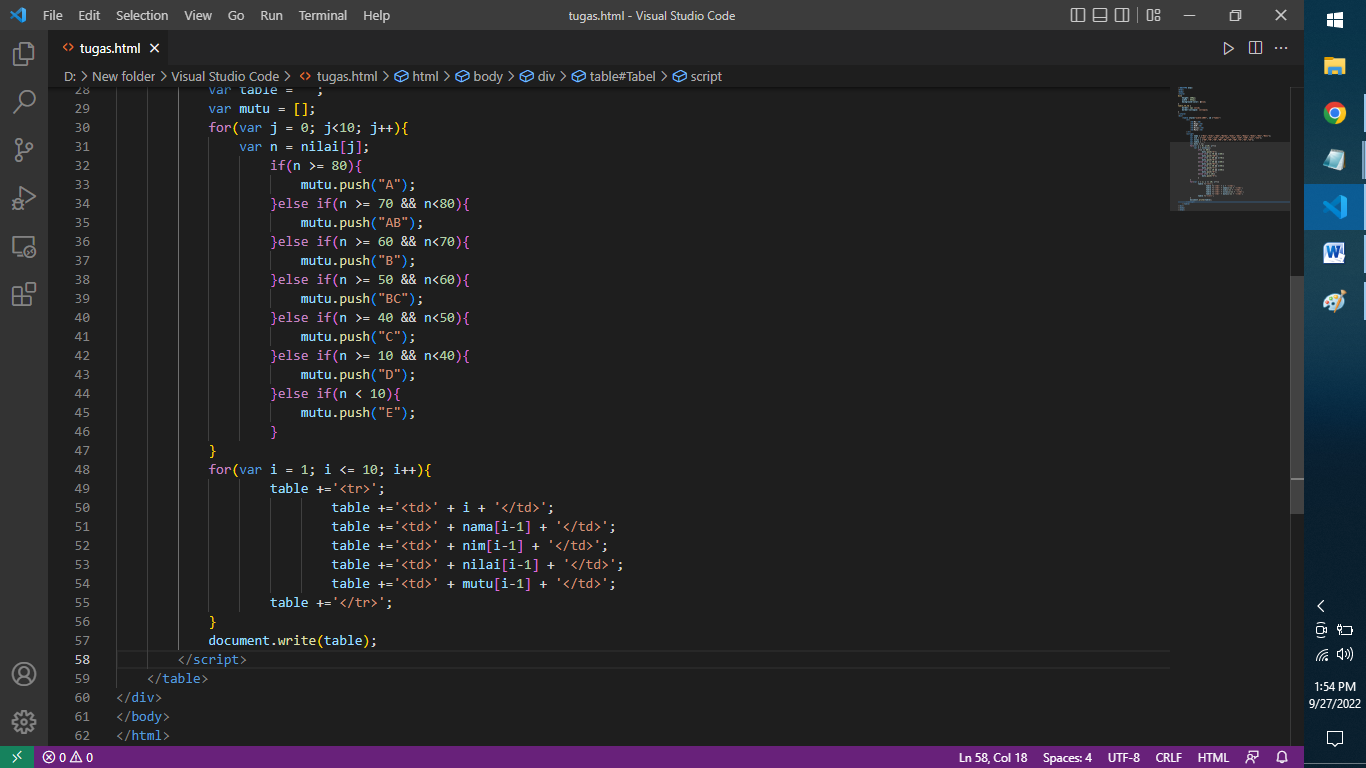 File Edit Selection View Go Run Terminal Help tugas.html - Visual Studio Code
tugas.html
D: > New folder > Visual Studio Code > tugas.html > html > body > div > table#Tabel > script
28 var table = '';
29 var mutu = [];
30 for(var j = 0; j<10; j++){
31 var n = nilai[j];
32 if(n >= 80){
33 mutu.push("A");
34 }else if(n >= 70 && n<80){
35 mutu.push("AB");
36 }else if(n >= 60 && n<70){
37 mutu.push("B");
38 }else if(n >= 50 && n<60){
39 mutu.push("BC");
40 }else if(n >= 40 && n<50){
41 mutu.push("C");
42 }else if(n >= 10 && n<40){
43 mutu.push("D");
44 }else if(n < 10){
45 mutu.push("E");
46 }
47 }
48 for(var i = 1; i <= 10; i++){
49 table +='<tr>';
50 table +='<td>' + i + '</td>';
51 table +='<td>' + nama[i-1] + '</td>';
52 table +='<td>' + nim[i-1] + '</td>';
53 table +='<td>' + nilai[i-1] + '</td>';
54 table +='<td>' + mutu[i-1] + '</td>';
55 table +='</tr>';
56 }
57 document.write(table);
58 </script>
59 </table>
60 </div>
61 </body>
62 </html>
0 0 Ln 58, Col 18 Spaces: 4 UTF-8 CRLF HTML
1:54 PM
9/27/2022